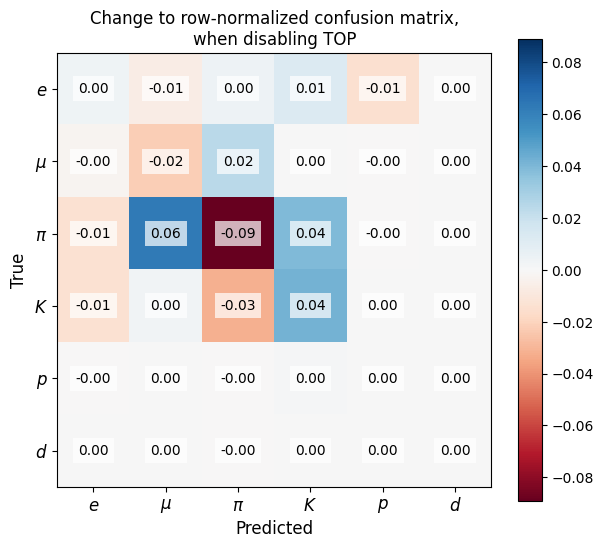 Change to row-normalized confusion matrix,
when disabling TOP
True
e 0.00 -0.01 0.00 0.01 -0.01 0.00
μ -0.00 -0.02 0.02 0.00 -0.00 0.00
π -0.01 0.06 -0.09 0.04 -0.00 0.00
K -0.01 0.00 -0.03 0.04 0.00 0.00
p -0.00 0.00 -0.00 0.00 0.00 0.00
d 0.00 0.00 -0.00 0.00 0.00 0.00
e μ π K p d
Predicted
0.08
0.06
0.04
0.02
0.00
−0.02
−0.04
−0.06
−0.08